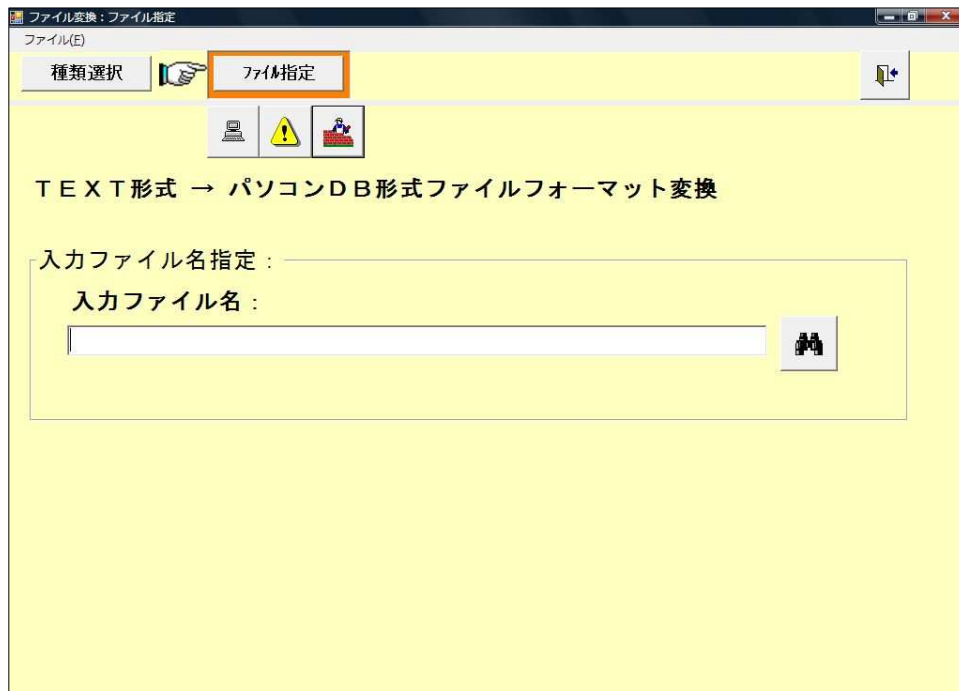 ファイル変換：ファイル指定
ファイル(F)
種類選択 ﾌｧｲﾙ指定
ＴＥＸＴ形式 → パソコンＤＢ形式ファイルフォーマット変換
入力ファイル名指定：
入力ファイル名：